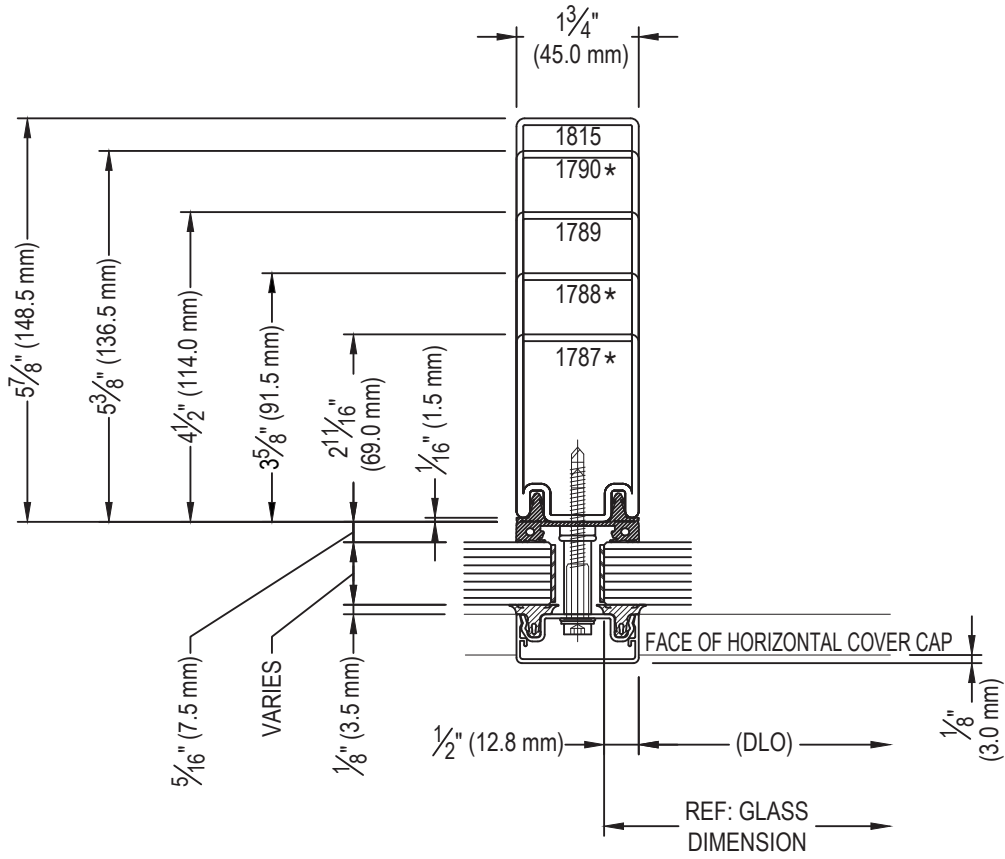 1¾"
(45.0 mm)
1815
1790*
1789
1788*
1787*
5⅞" (148.5 mm)
5⅜" (136.5 mm)
4½" (114.0 mm)
3⅝" (91.5 mm)
2 11/16"
(69.0 mm)
1/16" (1.5 mm)
FACE OF HORIZONTAL COVER CAP
5/16" (7.5 mm)
VARIES
⅛" (3.5 mm)
½" (12.8 mm)
(DLO)
⅛"
(3.0 mm)
REF: GLASS
DIMENSION